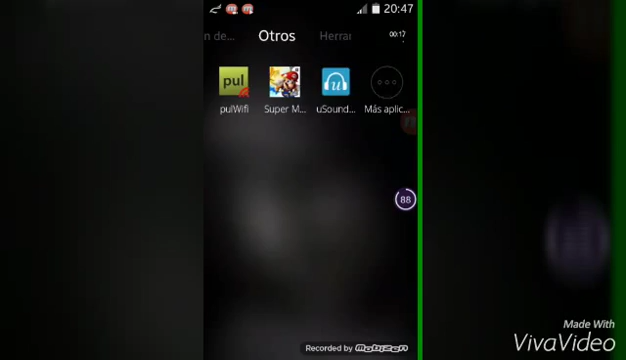 20:47
n de...
Otros
Herrar
00:17
pul
u
pulWifi
Super M...
uSound...
Más aplic...
88
Recorded by mobizen
Made With
VivaVideo